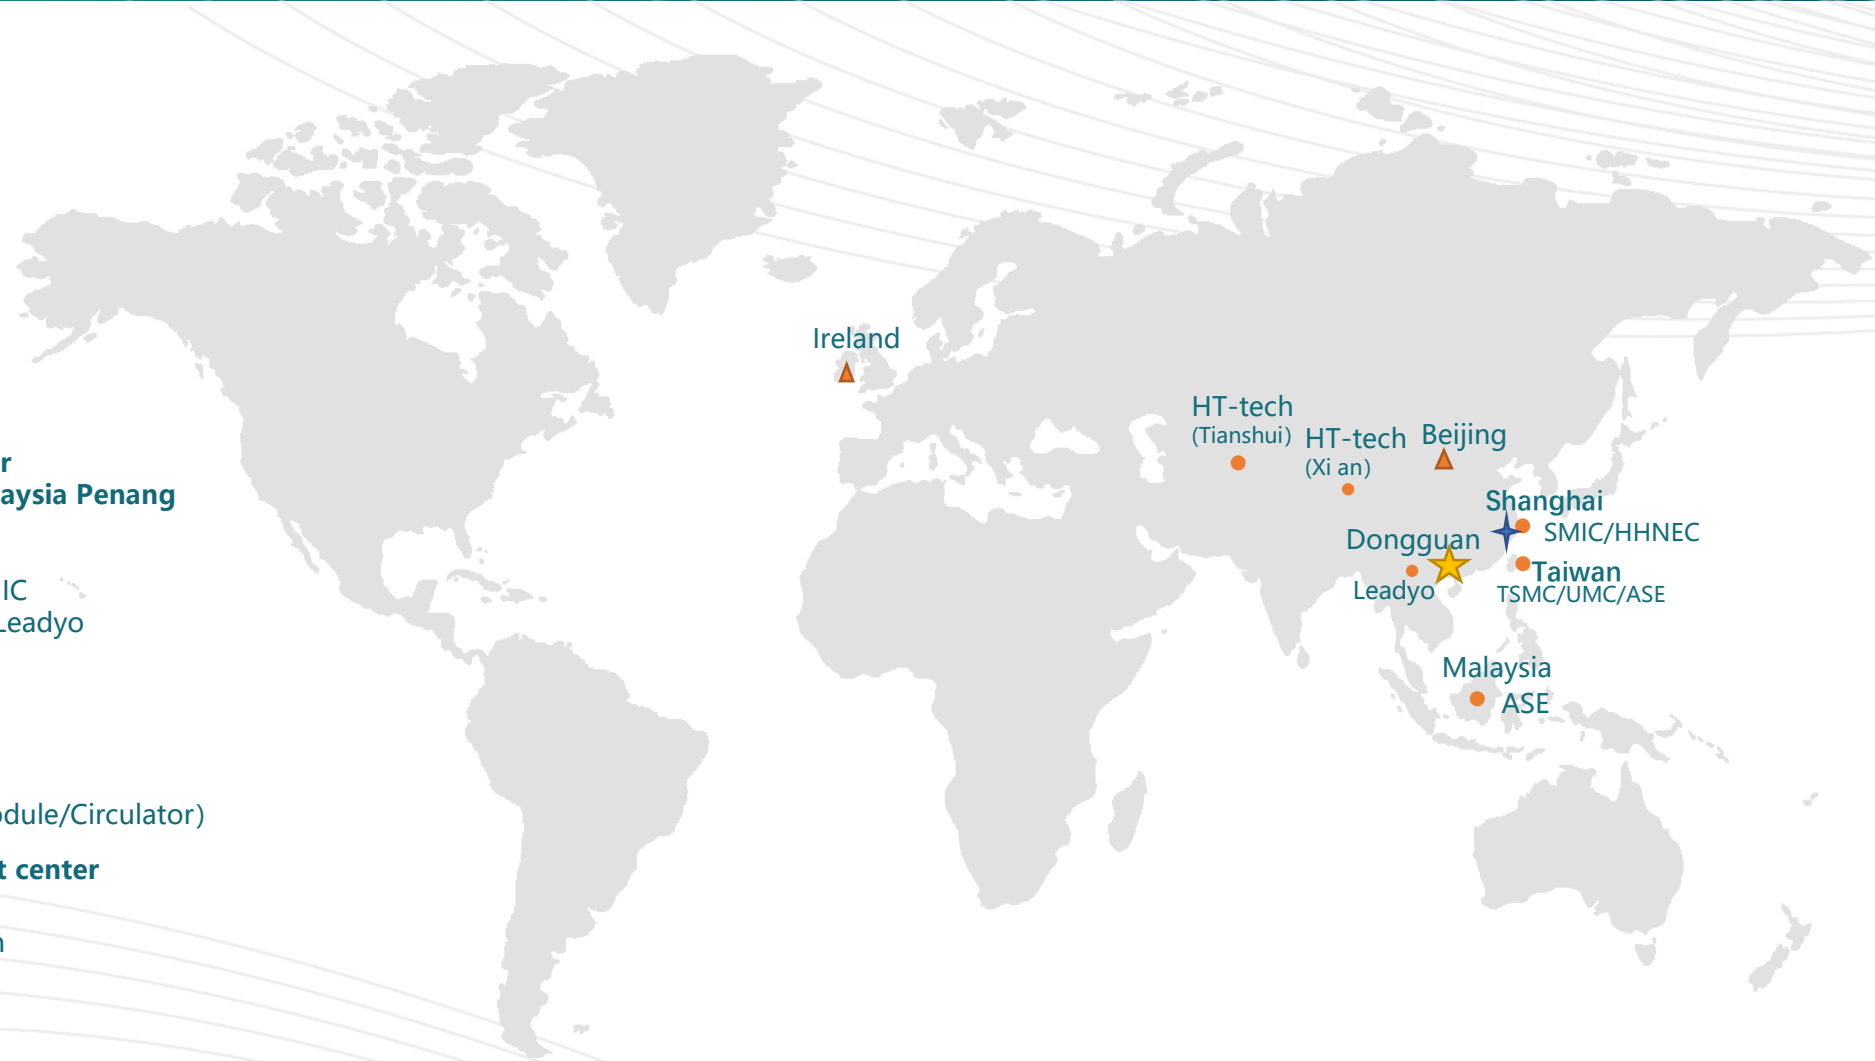 r
aysia Penang
IC
Leadyo
odule/Circulator)
t center
n
Ireland
HT-tech
(Tianshui)
HT-tech
(Xi an)
Beijing
Shanghai
SMIC/HHNEC
Dongguan
Leadyo
Taiwan
TSMC/UMC/ASE
Malaysia
ASE